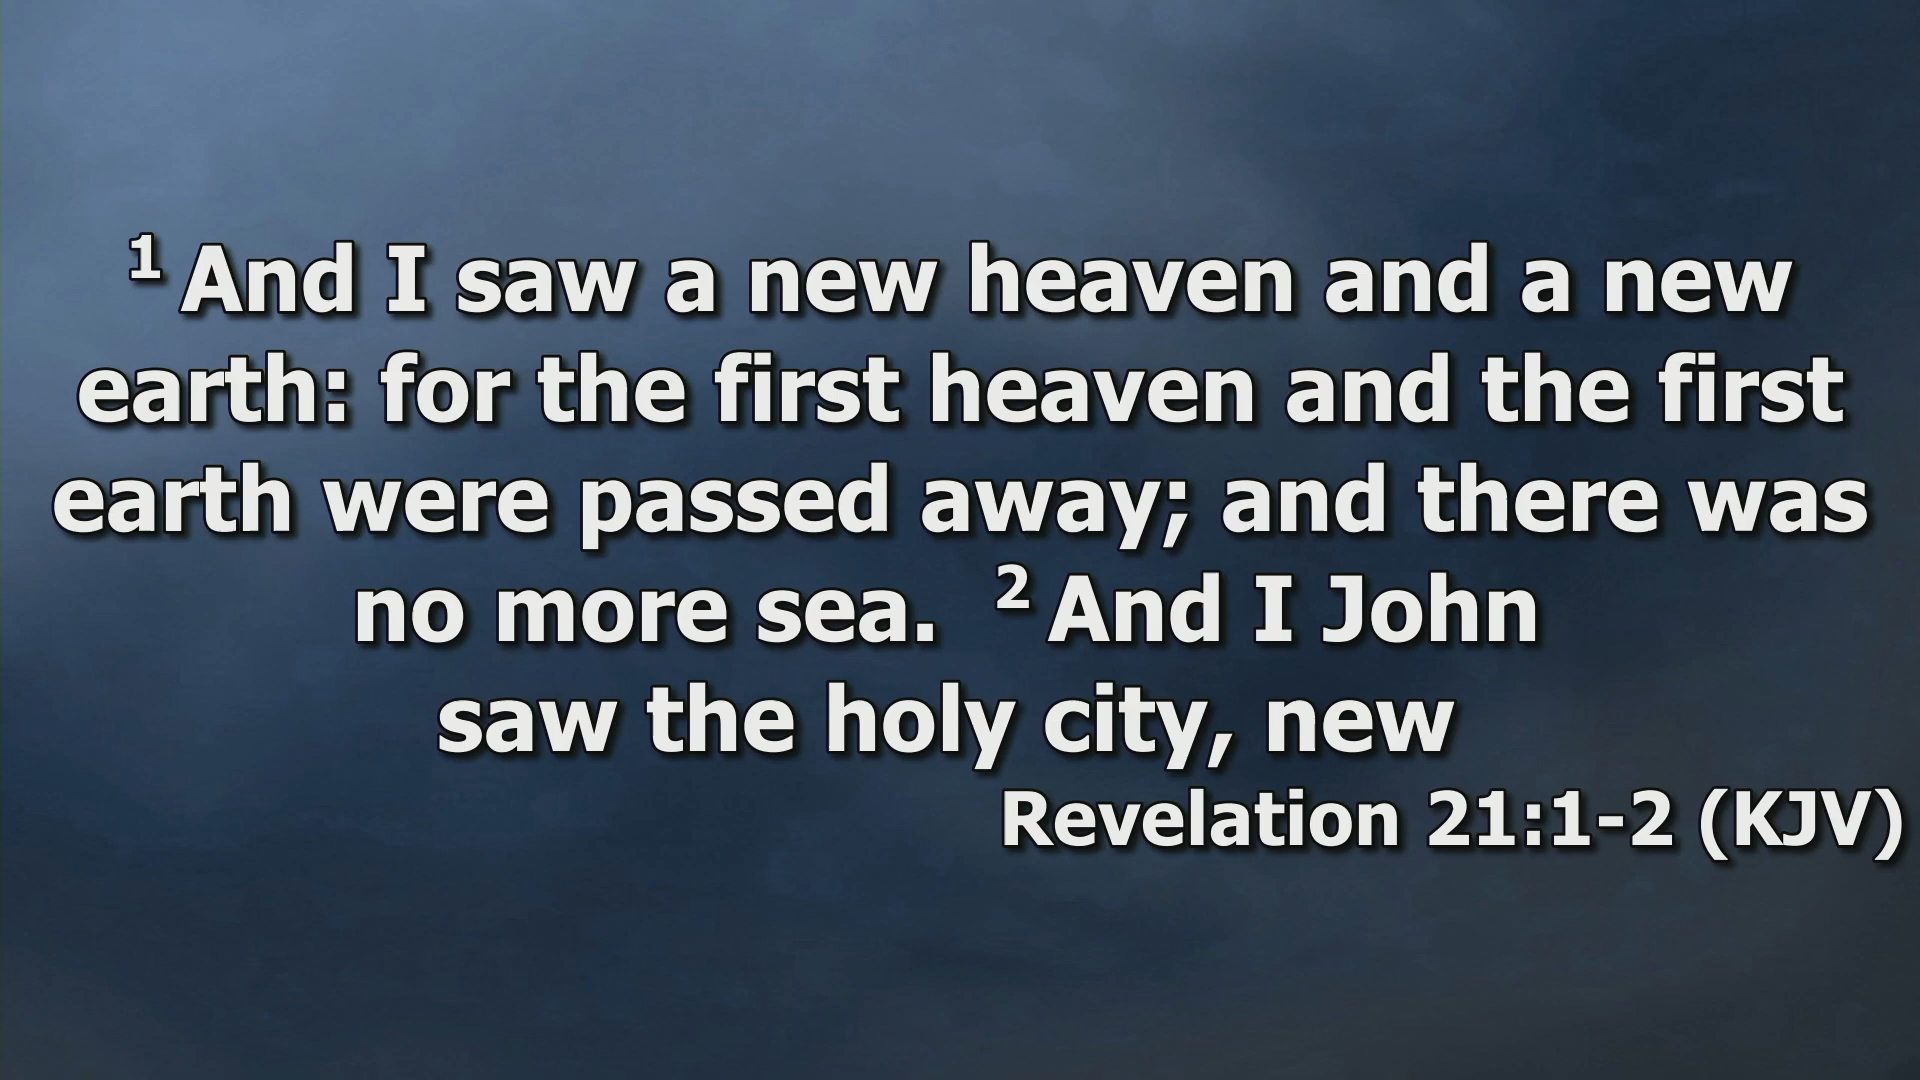 1 And I saw a new heaven and a new
earth: for the first heaven and the first
earth were passed away; and there was
no more sea. 2 And I John
saw the holy city, new
Revelation 21:1-2 (KJV)